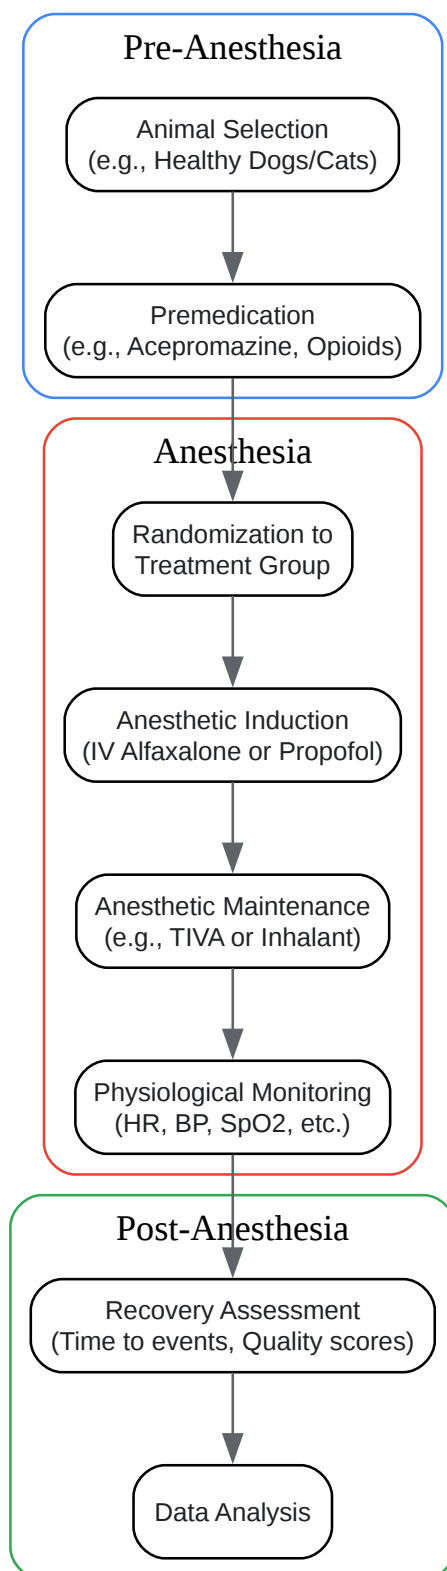 Pre-Anesthesia
Animal Selection
(e.g., Healthy Dogs/Cats)
Premedication
(e.g., Acepromazine, Opioids)
Anesthesia
Randomization to
Treatment Group
Anesthetic Induction
(IV Alfaxalone or Propofol)
Anesthetic Maintenance
(e.g., TIVA or Inhalant)
Physiological Monitoring
(HR, BP, SpO2, etc.)
Post-Anesthesia
Recovery Assessment
(Time to events, Quality scores)
Data Analysis